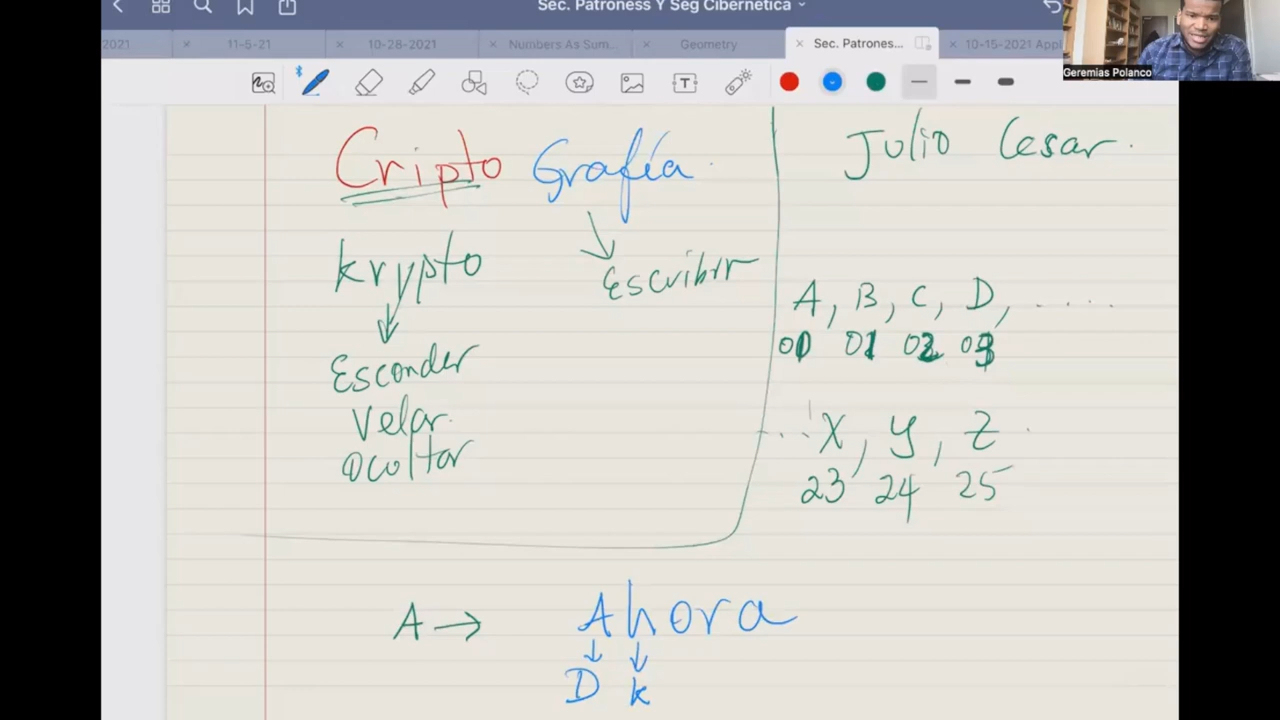 Sec. Patroness Y Seg Cibernetica
2021
11-5-21
10-28-2021
Numbers As Sum...
Geometry
Sec. Patrones...
10-15-2021 Appl
Geremias Polanco
T
Cripto Grafía
Krypto
Escribir
Esconder
Velar
Ocultar
Julio Cesar.
A, B, C, D, .....
00 01 02 03
... X, Y, Z
23 24 25
A → Ahora
↓ ↓
D K